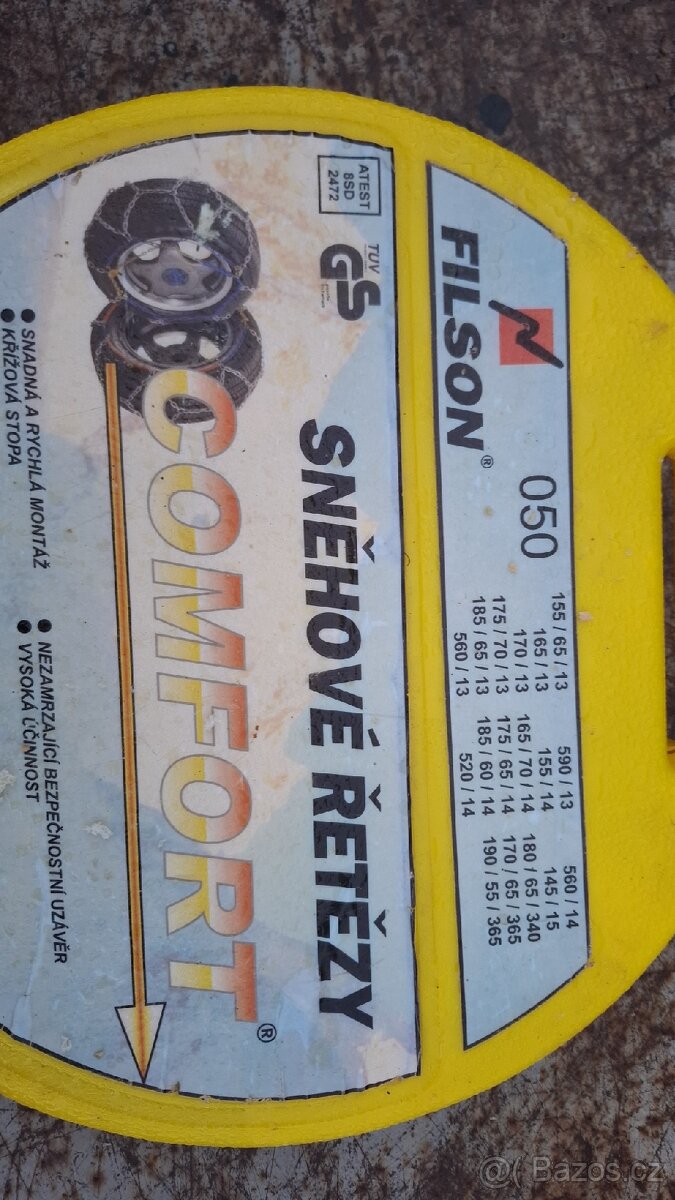 050
FILSON®
155 / 65 / 13 590 / 13 560 / 14
165 / 13 155 / 14 145 / 15
170 / 13 165 / 70 / 14 180 / 65 / 340
175 / 70 / 13 175 / 65 / 14 170 / 65 / 365
185 / 65 / 13 185 / 60 / 14 190 / 55 / 365
560 / 13 520 / 14
ATEST
8SD
2472
TÜV
GS
SNĚHOVÉ ŘETĚZY
COMFORT®
SNADNÁ A RYCHLÁ MONTÁŽ
KŘÍŽOVÁ STOPA
NEZAMRZAJÍCÍ BEZPEČNOSTNÍ UZÁVĚR
VYSOKÁ ÚČINNOST
Bazos.cz